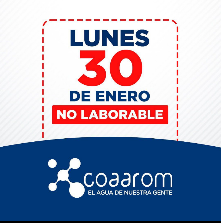 LUNES
30
DE ENERO
NO LABORABLE
coaarom
EL AGUA DE NUESTRA GENTE